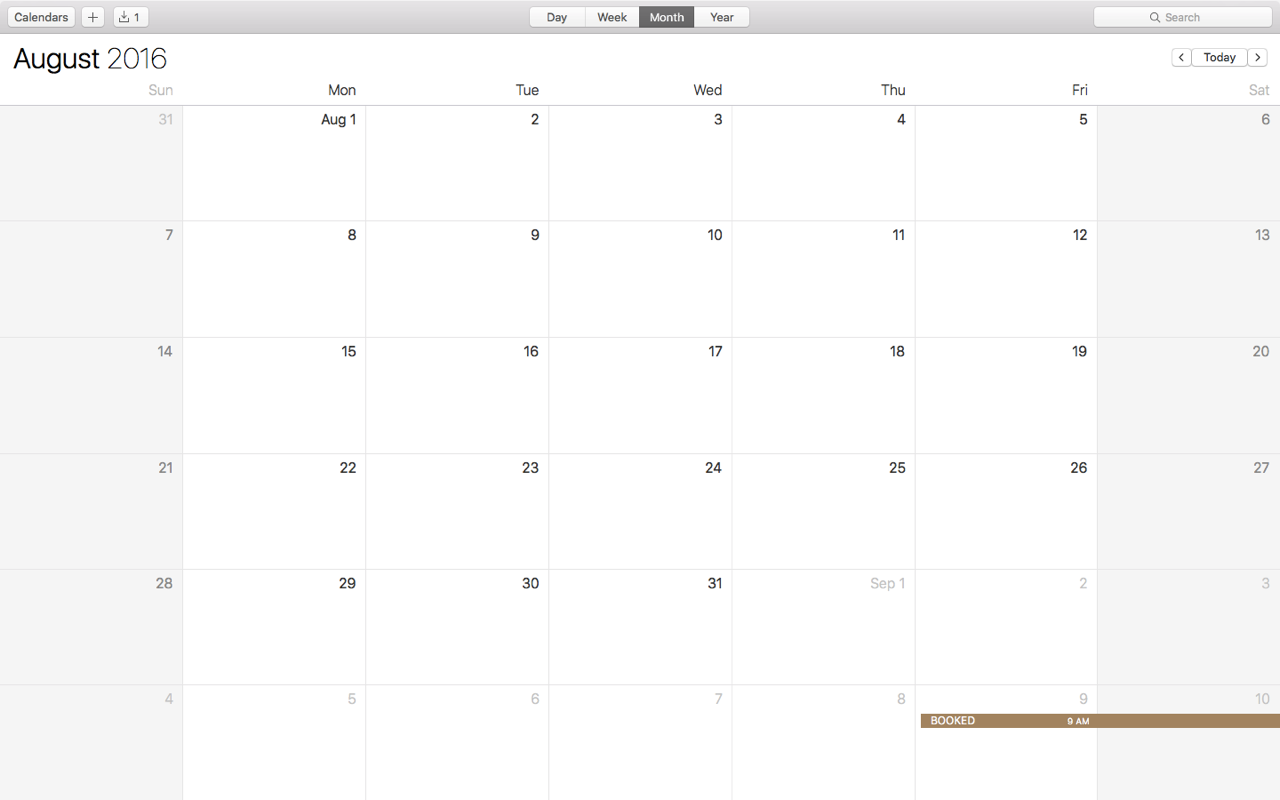 Calendars + 1 Day Week Month Year Search
August 2016 < Today >
Sun Mon Tue Wed Thu Fri Sat
31 Aug 1 2 3 4 5 6
7 8 9 10 11 12 13
14 15 16 17 18 19 20
21 22 23 24 25 26 27
28 29 30 31 Sep 1 2 3
4 5 6 7 8 9 10
BOOKED 9 AM